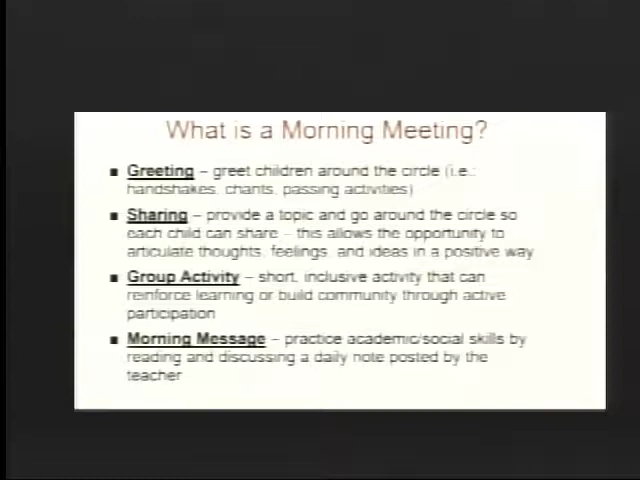 What is a Morning Meeting?
■ Greeting – greet children around the circle (i.e.:
handshakes, chants, passing activities)
■ Sharing – provide a topic and go around the circle so
each child can share – this allows the opportunity to
articulate thoughts, feelings, and ideas in a positive way
■ Group Activity – short, inclusive activity that can
reinforce learning or build community through active
participation
■ Morning Message – practice academic/social skills by
reading and discussing a daily note posted by the
teacher